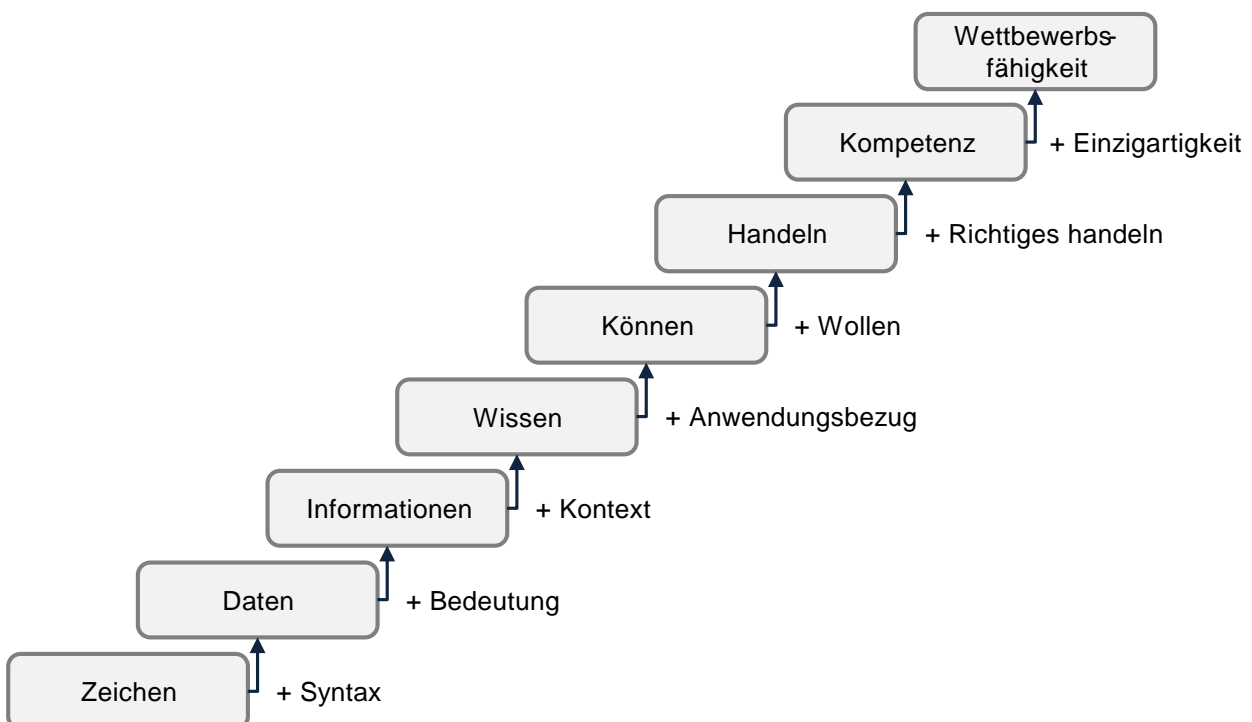 Wettbewerbs-
fähigkeit
Kompetenz
+ Einzigartigkeit
Handeln
+ Richtiges handeln
Können
+ Wollen
Wissen
+ Anwendungsbezug
Informationen
+ Kontext
Daten
+ Bedeutung
Zeichen
+ Syntax